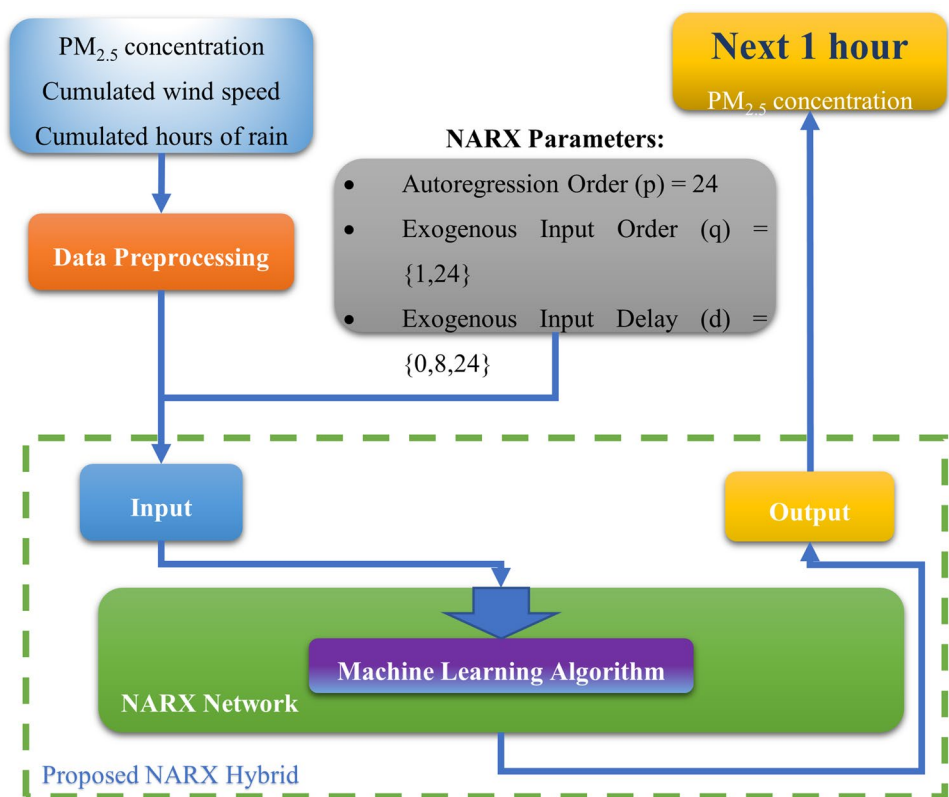 PM2.5 concentration
Cumulated wind speed
Cumulated hours of rain
Next 1 hour
PM2.5 concentration
NARX Parameters:
• Autoregression Order (p) = 24
• Exogenous Input Order (q) =
{1,24}
• Exogenous Input Delay (d) =
{0,8,24}
Data Preprocessing
Input
Output
Machine Learning Algorithm
NARX Network
Proposed NARX Hybrid